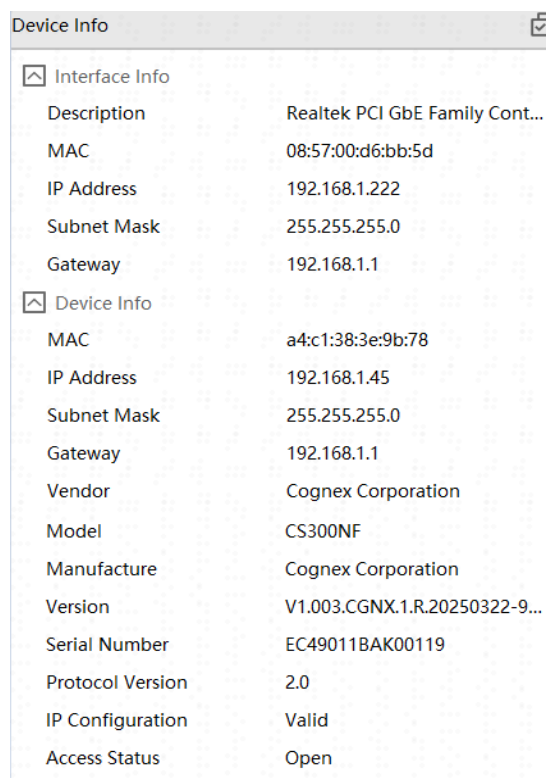 Device Info
Interface Info
Description Realtek PCI GbE Family Cont...
MAC 08:57:00:d6:bb:5d
IP Address 192.168.1.222
Subnet Mask 255.255.255.0
Gateway 192.168.1.1
Device Info
MAC a4:c1:38:3e:9b:78
IP Address 192.168.1.45
Subnet Mask 255.255.255.0
Gateway 192.168.1.1
Vendor Cognex Corporation
Model CS300NF
Manufacture Cognex Corporation
Version V1.003.CGNX.1.R.20250322-9...
Serial Number EC49011BAK00119
Protocol Version 2.0
IP Configuration Valid
Access Status Open